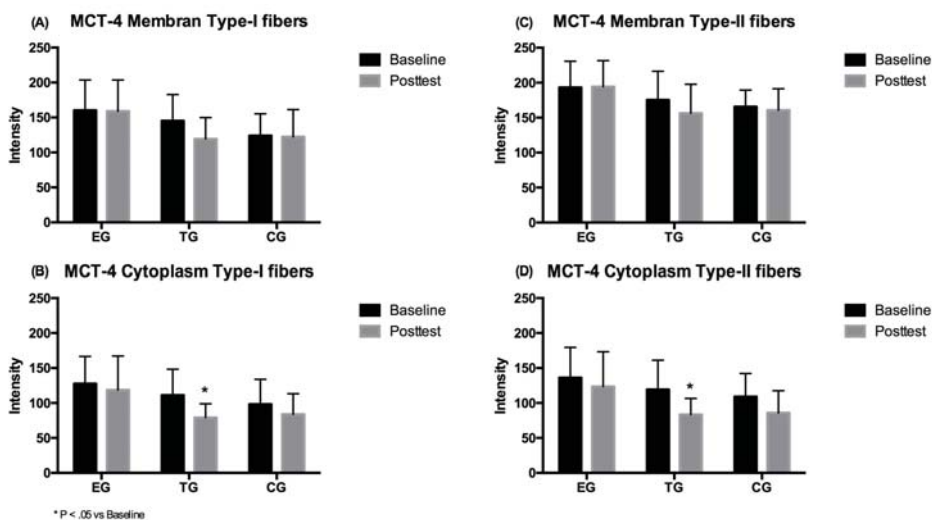 (A) MCT-4 Membran Type-I fibers
250
200
150
100
50
0
Intensity
EG TG CG
Baseline
Posttest
(C) MCT-4 Membran Type-II fibers
250
200
150
100
50
0
Intensity
EG TG CG
Baseline
Posttest
(B) MCT-4 Cytoplasm Type-I fibers
250
200
150
100
50
0
Intensity
*
EG TG CG
Baseline
Posttest
* P < .05 vs Baseline
(D) MCT-4 Cytoplasm Type-II fibers
250
200
150
100
50
0
Intensity
*
EG TG CG
Baseline
Posttest